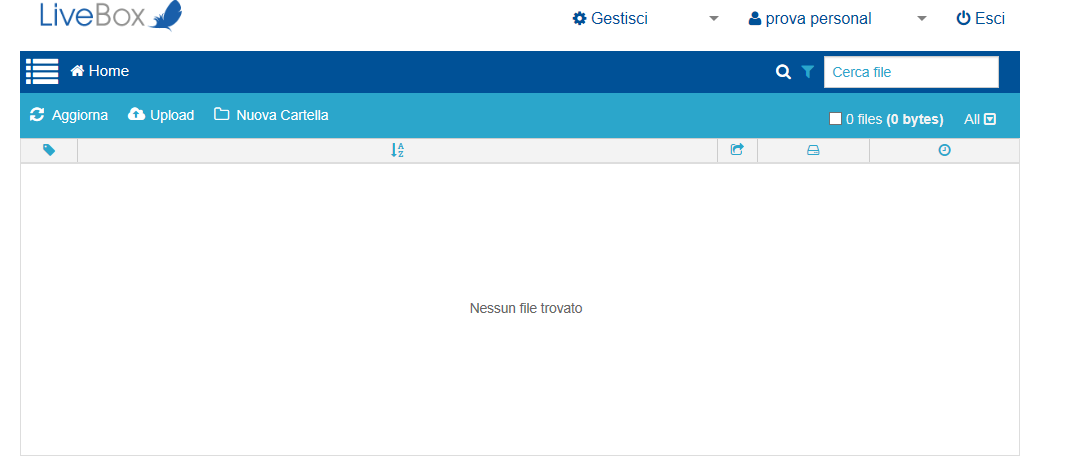 LiveBox
Gestisci
prova personal
Esci
Home
Cerca file
Aggiorna
Upload
Nuova Cartella
0 files (0 bytes)
All
Nessun file trovato